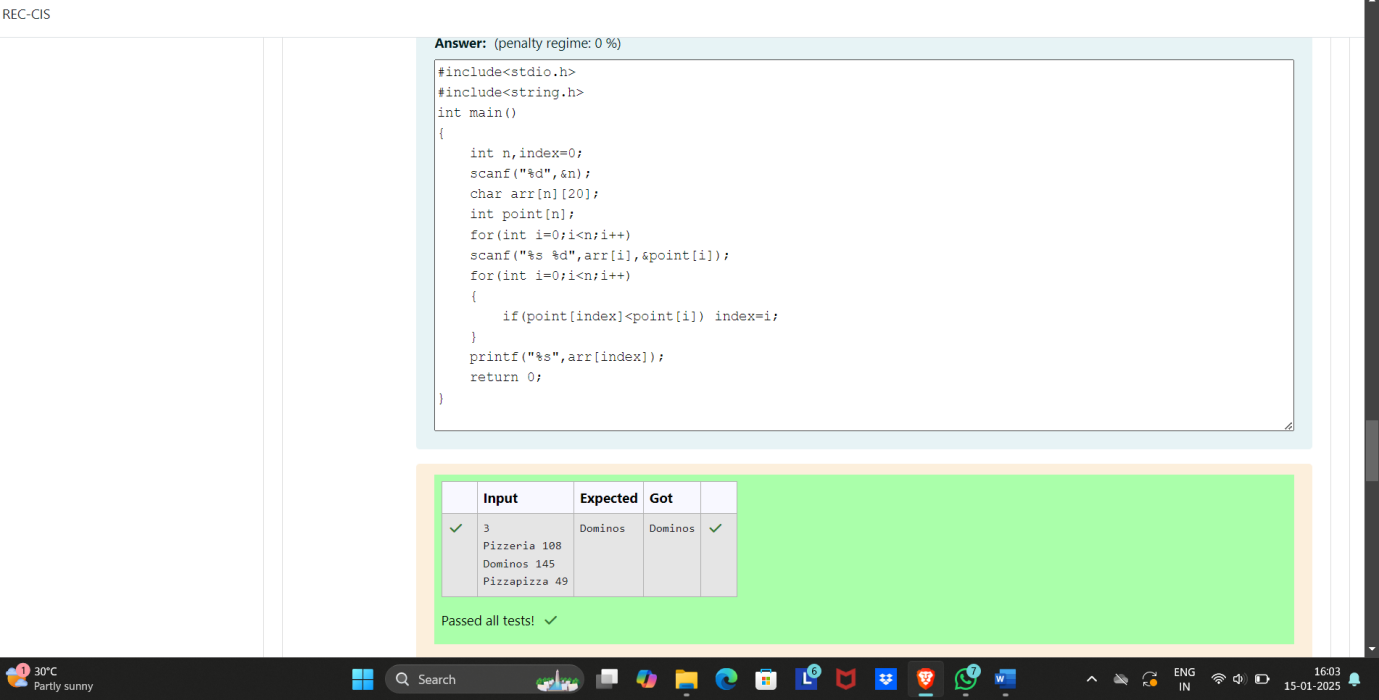 REC-CIS
Answer: (penalty regime: 0 %)
#include<stdio.h>
#include<string.h>
int main()
{
    int n,index=0;
    scanf("%d",&n);
    char arr[n][20];
    int point[n];
    for(int i=0;i<n;i++)
    scanf("%s %d",arr[i],&point[i]);
    for(int i=0;i<n;i++)
    {
        if(point[index]<point[i]) index=i;
    }
    printf("%s",arr[index]);
    return 0;
}
Input Expected Got
3 Dominos Dominos
Pizzeria 108
Dominos 145
Pizzapizza 49
Passed all tests!
1
30°C
Partly sunny
Search
L
6
7
W
ENG
IN
16:03
15-01-2025